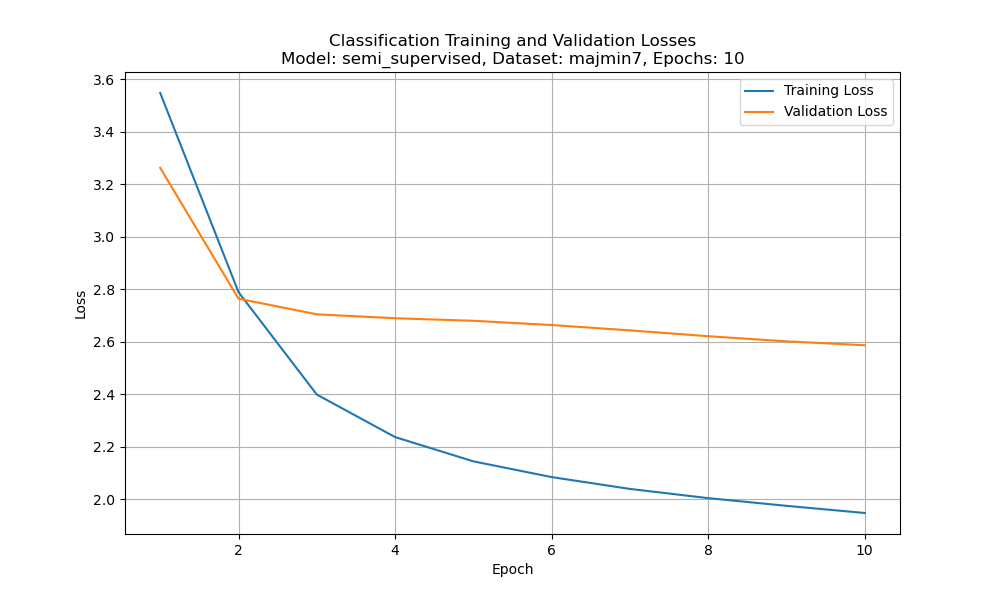 Classification Training and Validation Losses
Model: semi_supervised, Dataset: majmin7, Epochs: 10
Training Loss
Validation Loss
3.6
3.4
3.2
3.0
2.8
2.6
2.4
2.2
2.0
Loss
2
4
6
8
10
Epoch